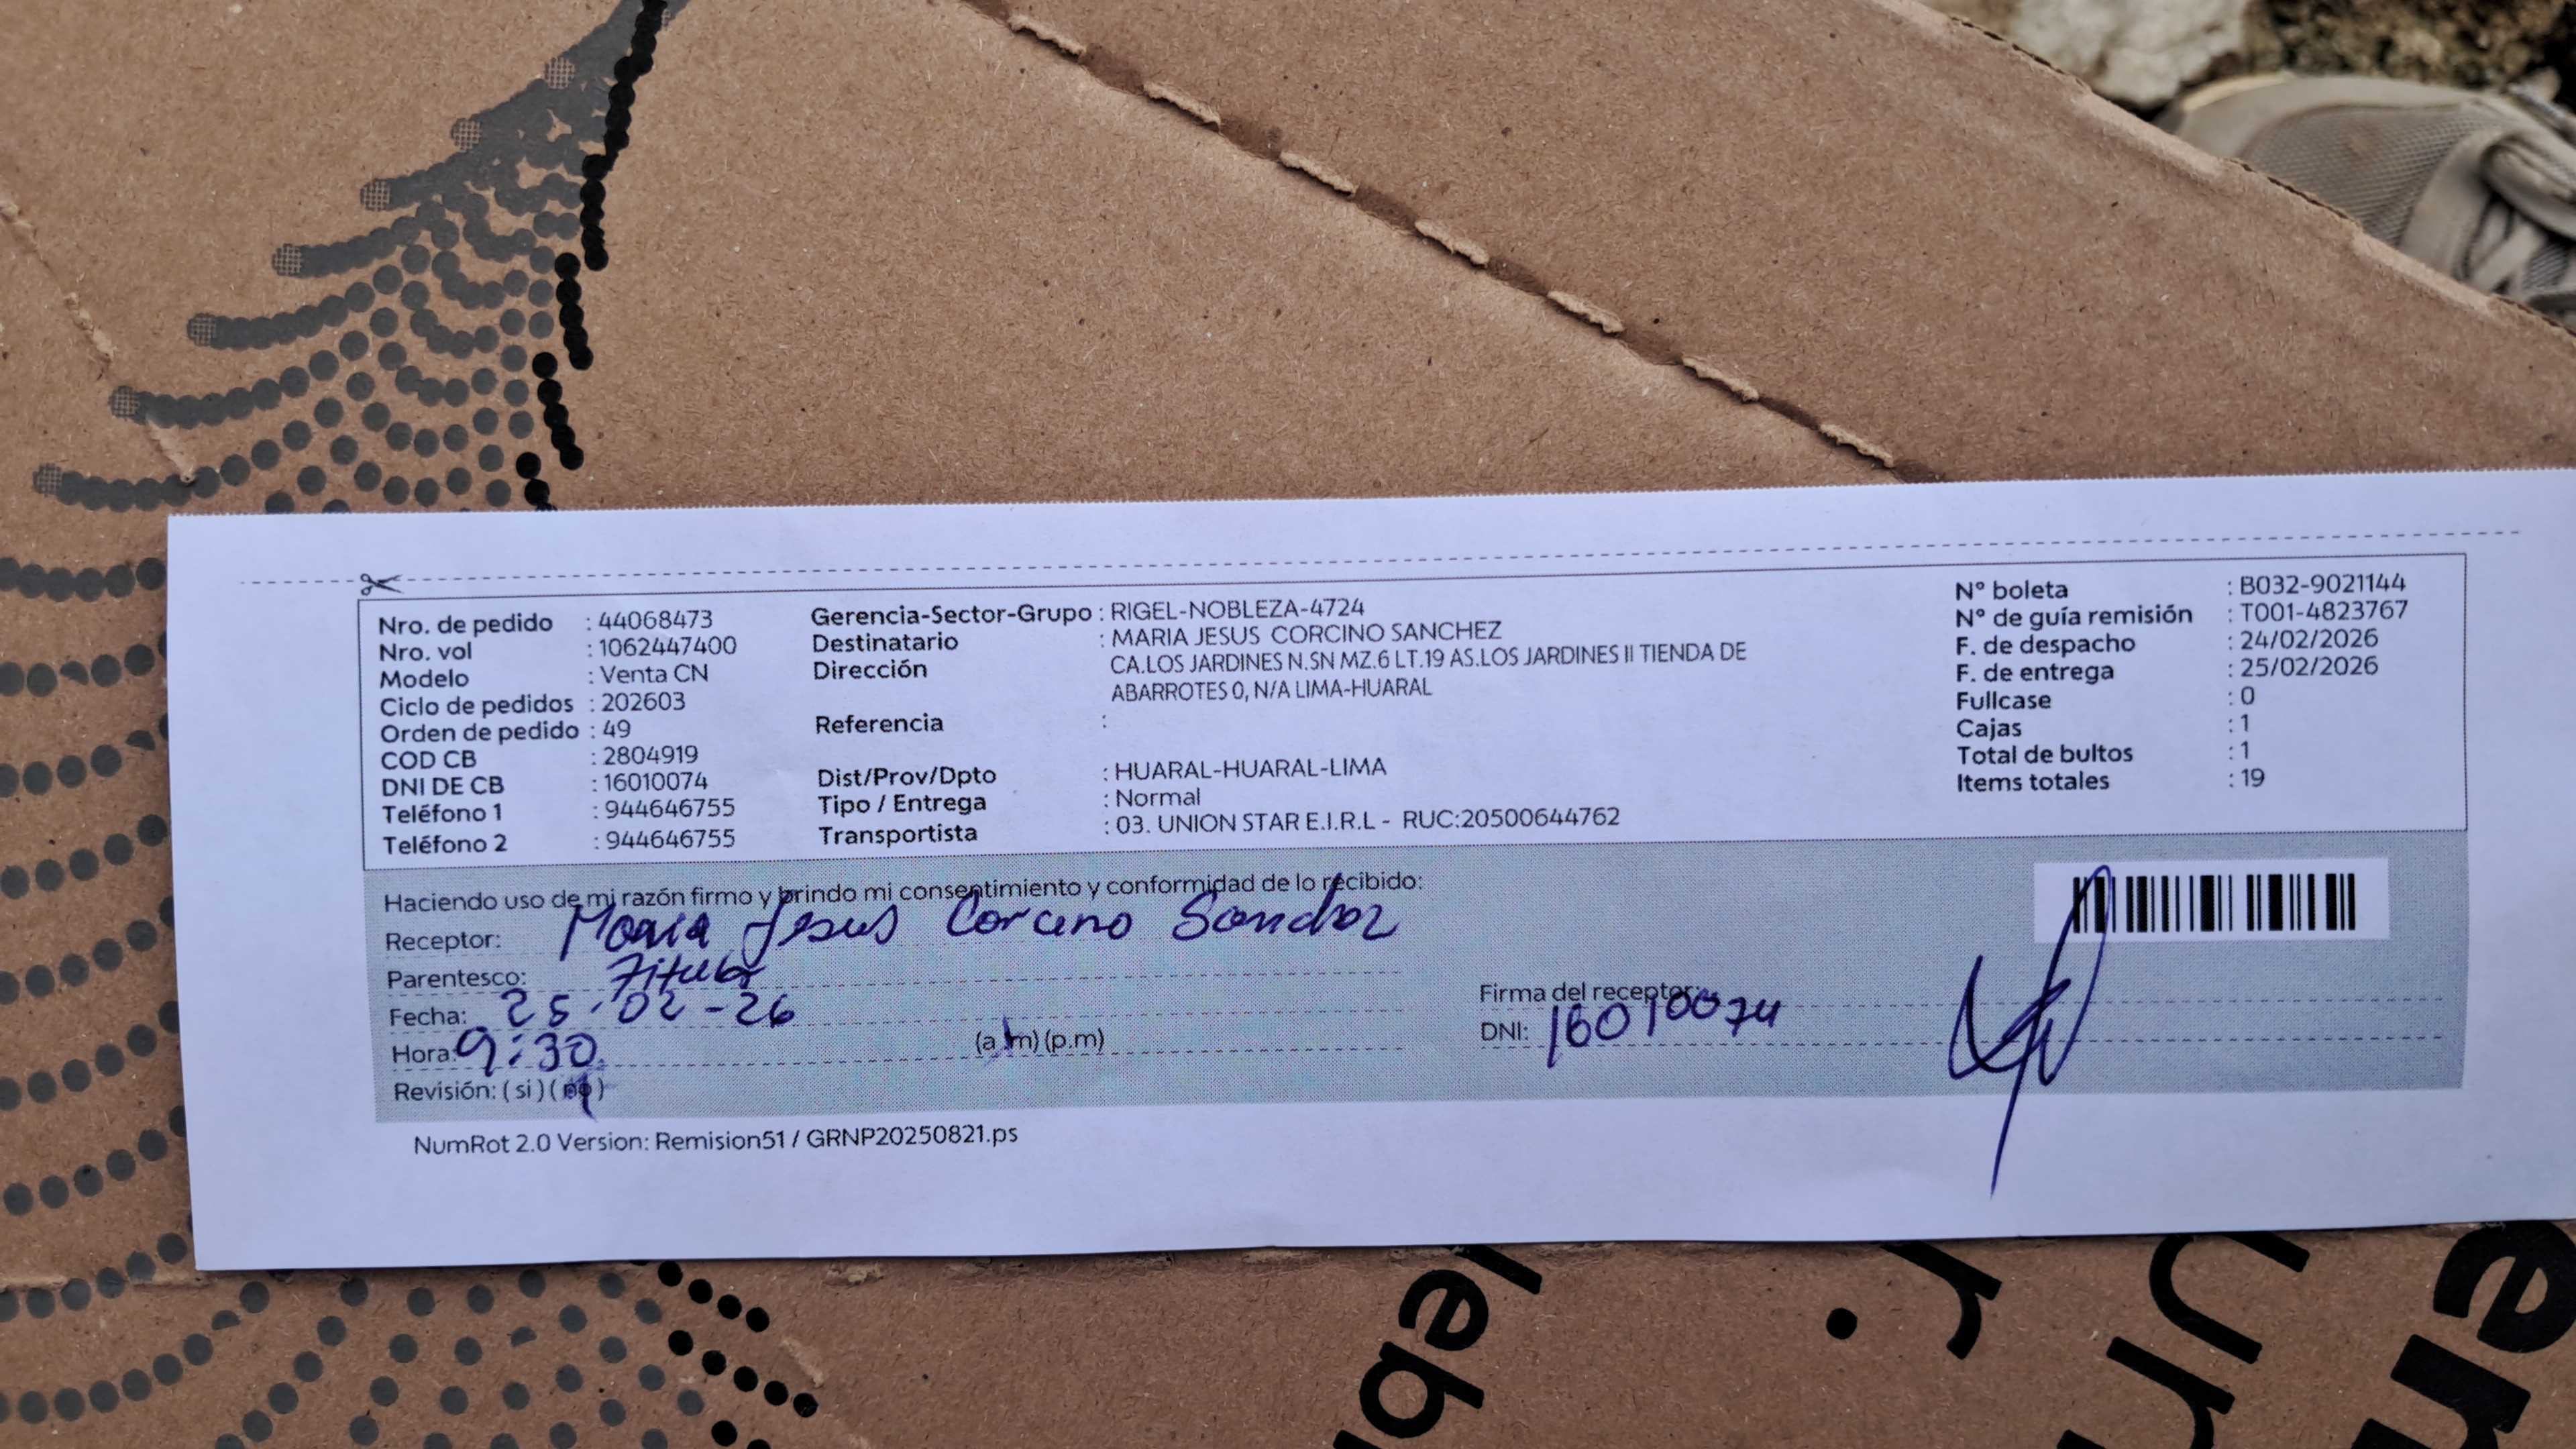 Nro. de pedido : 44068473
Nro. vol : 1062447400
Modelo : Venta CN
Ciclo de pedidos : 202603
Orden de pedido : 49
COD CB : 2804919
DNI DE CB : 16010074
Teléfono 1 : 944646755
Teléfono 2 : 944646755
Gerencia-Sector-Grupo : RIGEL-NOBLEZA-4724
Destinatario : MARIA JESUS CORCINO SANCHEZ
Dirección CA.LOS JARDINES N.SN MZ.6 LT.19 AS.LOS JARDINES II TIENDA DE
ABARROTES 0, N/A LIMA-HUARAL
Referencia :
Dist/Prov/Dpto : HUARAL-HUARAL-LIMA
Tipo / Entrega : Normal
Transportista : 03. UNION STAR E.I.R.L - RUC:20500644762
N° boleta : B032-9021144
N° de guía remisión : T001-4823767
F. de despacho : 24/02/2026
F. de entrega : 25/02/2026
Fullcase : 0
Cajas : 1
Total de bultos : 1
Items totales : 19
Haciendo uso de mi razón firmo y brindo mi consentimiento y conformidad de lo recibido:
Receptor: Maria Jesus Corcino Sanchez
Parentesco: Titular
Fecha: 25-02-26
Hora: 9:30 (a.m) (p.m)
Revisión: ( si ) ( no )
Firma del receptor:
DNI: 16010074
NumRot 2.0 Version: Remision51 / GRNP20250821.ps